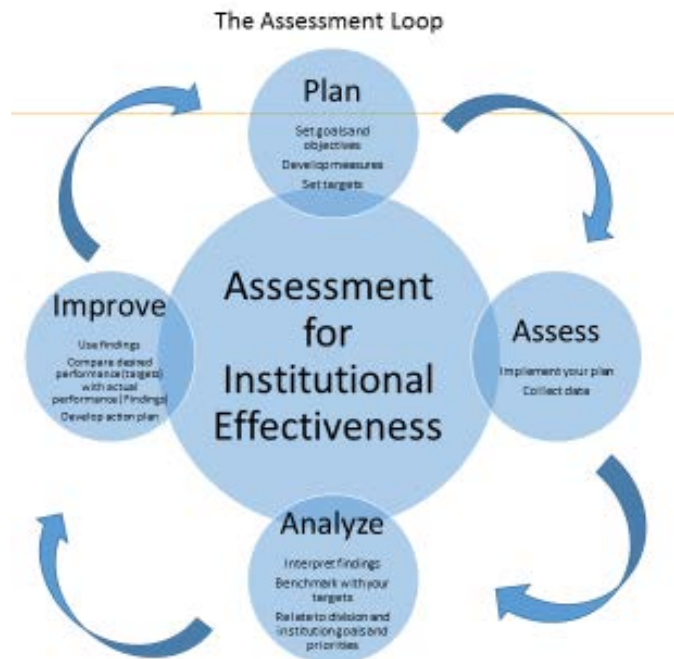 The Assessment Loop
Plan
Set goals and
objectives
Develop measures
Set targets
Improve
Use findings
Compare desired
performance (targets)
with actual
performance (Findings)
Develop action plan
Assessment
for
Institutional
Effectiveness
Assess
Implement your plan
Collect data
Analyze
Interpret findings
Benchmark with your
targets
Relate to division and
institution goals and
priorities